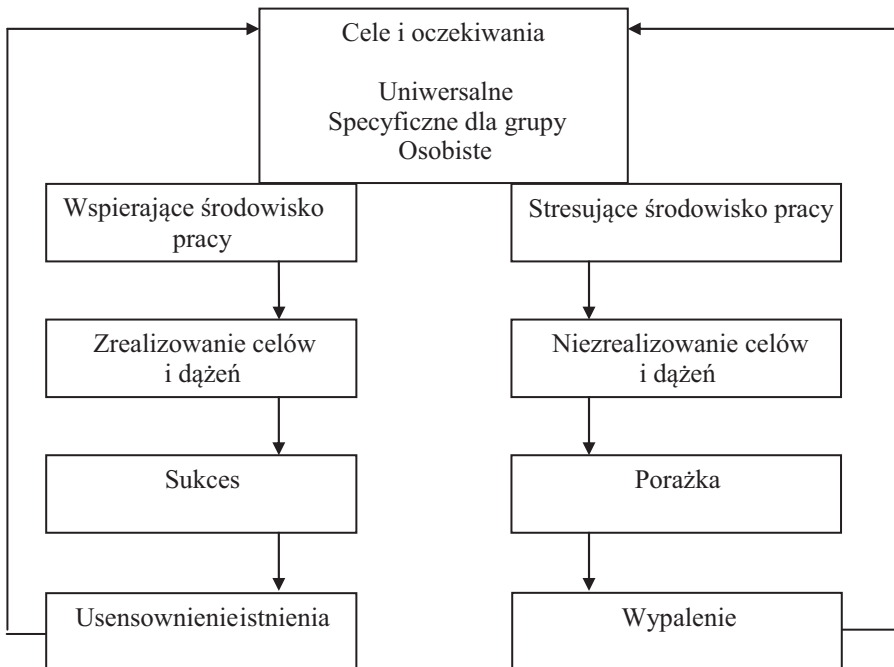 Cele i oczekiwania
Uniwersalne
Specyficzne dla grupy
Osobiste
Wspierające środowisko
pracy
Stresujące środowisko pracy
Zrealizowanie celów
i dążeń
Niezrealizowanie celów
i dążeń
Sukces
Porażka
Usensownienieistnienia
Wypalenie